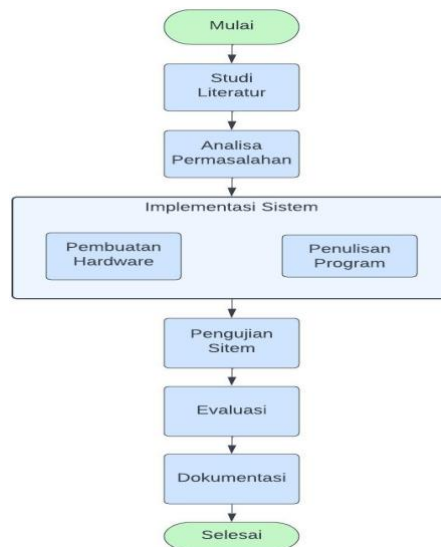 Mulai
Studi
Literatur
Analisa
Permasalahan
Implementasi Sistem
Pembuatan
Hardware
Penulisan
Program
Pengujian
Sitem
Evaluasi
Dokumentasi
Selesai